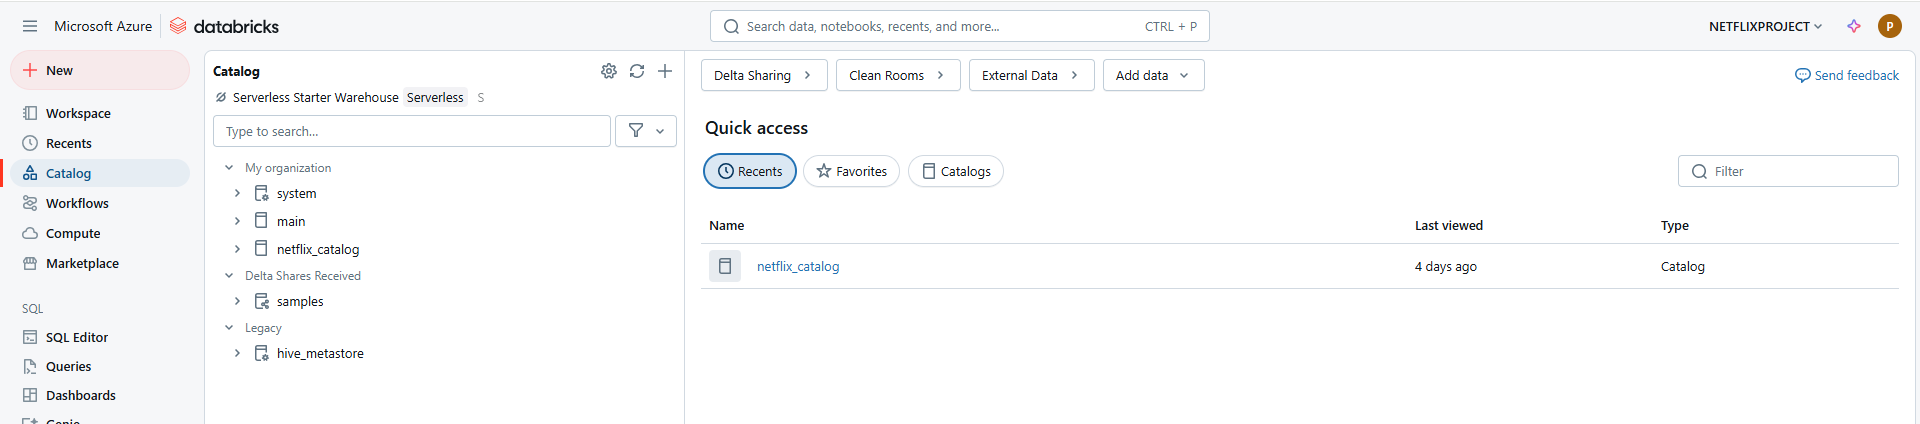 Microsoft Azure databricks
Search data, notebooks, recents, and more... CTRL + P
NETFLIXPROJECT P
New
Workspace
Recents
Catalog
Workflows
Compute
Marketplace
SQL
SQL Editor
Queries
Dashboards
Genie
Catalog
Serverless Starter Warehouse Serverless S
Type to search...
My organization
system
main
netflix_catalog
Delta Shares Received
samples
Legacy
hive_metastore
Delta Sharing Clean Rooms External Data Add data
Send feedback
Quick access
Recents Favorites Catalogs
Filter
Name Last viewed Type
netflix_catalog 4 days ago Catalog